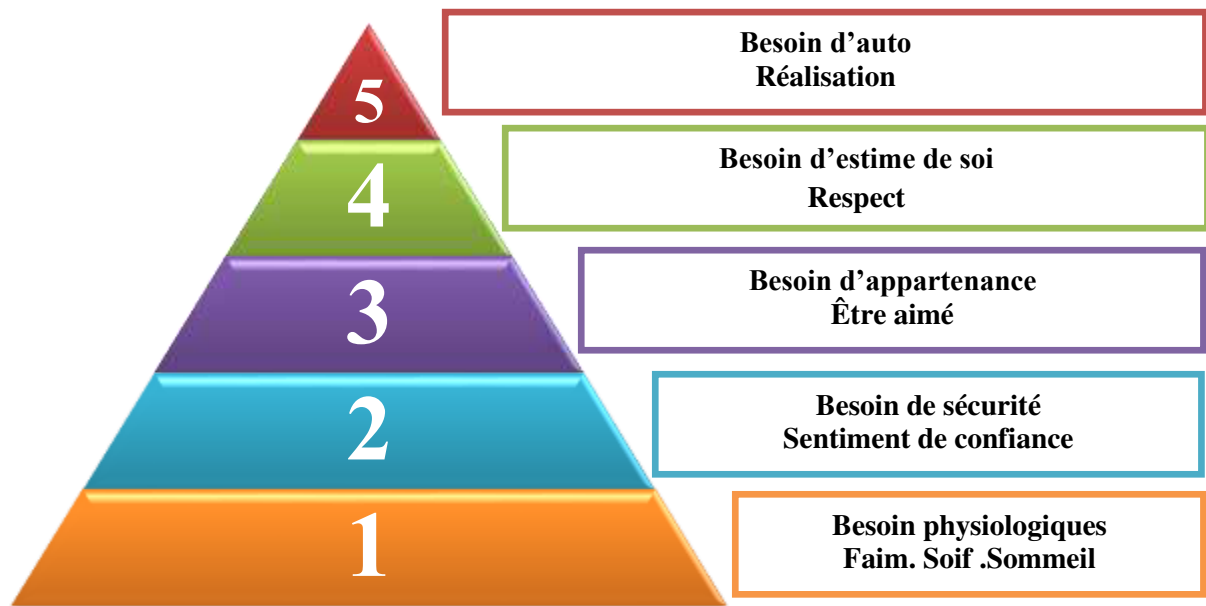 5
Besoin d’auto
Réalisation
4
Besoin d’estime de soi
Respect
3
Besoin d’appartenance
Être aimé
2
Besoin de sécurité
Sentiment de confiance
1
Besoin physiologiques
Faim. Soif .Sommeil